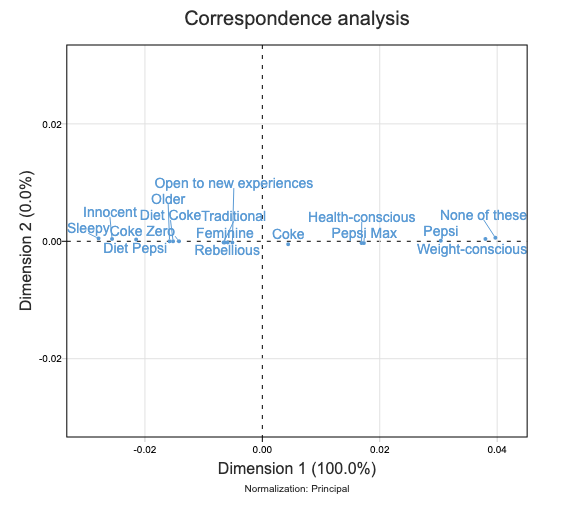 Correspondence analysis
Dimension 2 (0.0%)
0.02
0.00
-0.02
Open to new experiences
Older
Innocent
Diet Coke
Traditional
Health-conscious
None of these
Sleepy
Coke Zero
Feminine
Coke
Pepsi Max
Pepsi
Diet Pepsi
Rebellious
Weight-conscious
-0.02
0.00
0.02
0.04
Dimension 1 (100.0%)
Normalization: Principal